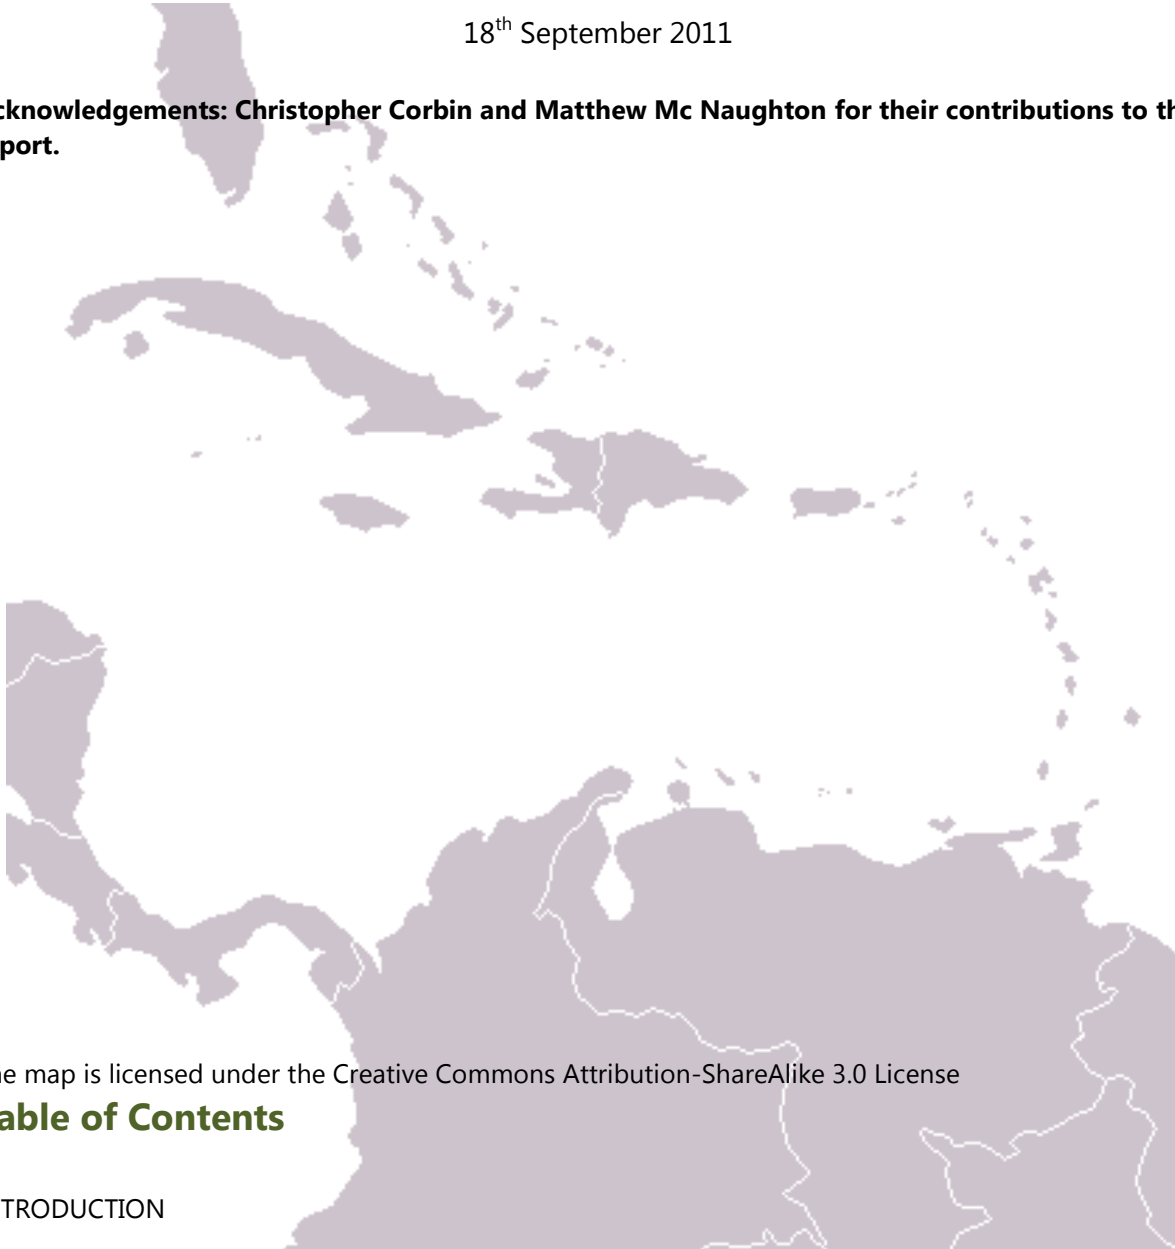 18th September 2011
cknowledgements: Christopher Corbin and Matthew Mc Naughton for their contributions to th
port.
e map is licensed under the Creative Commons Attribution-ShareAlike 3.0 License
able of Contents
TRODUCTION